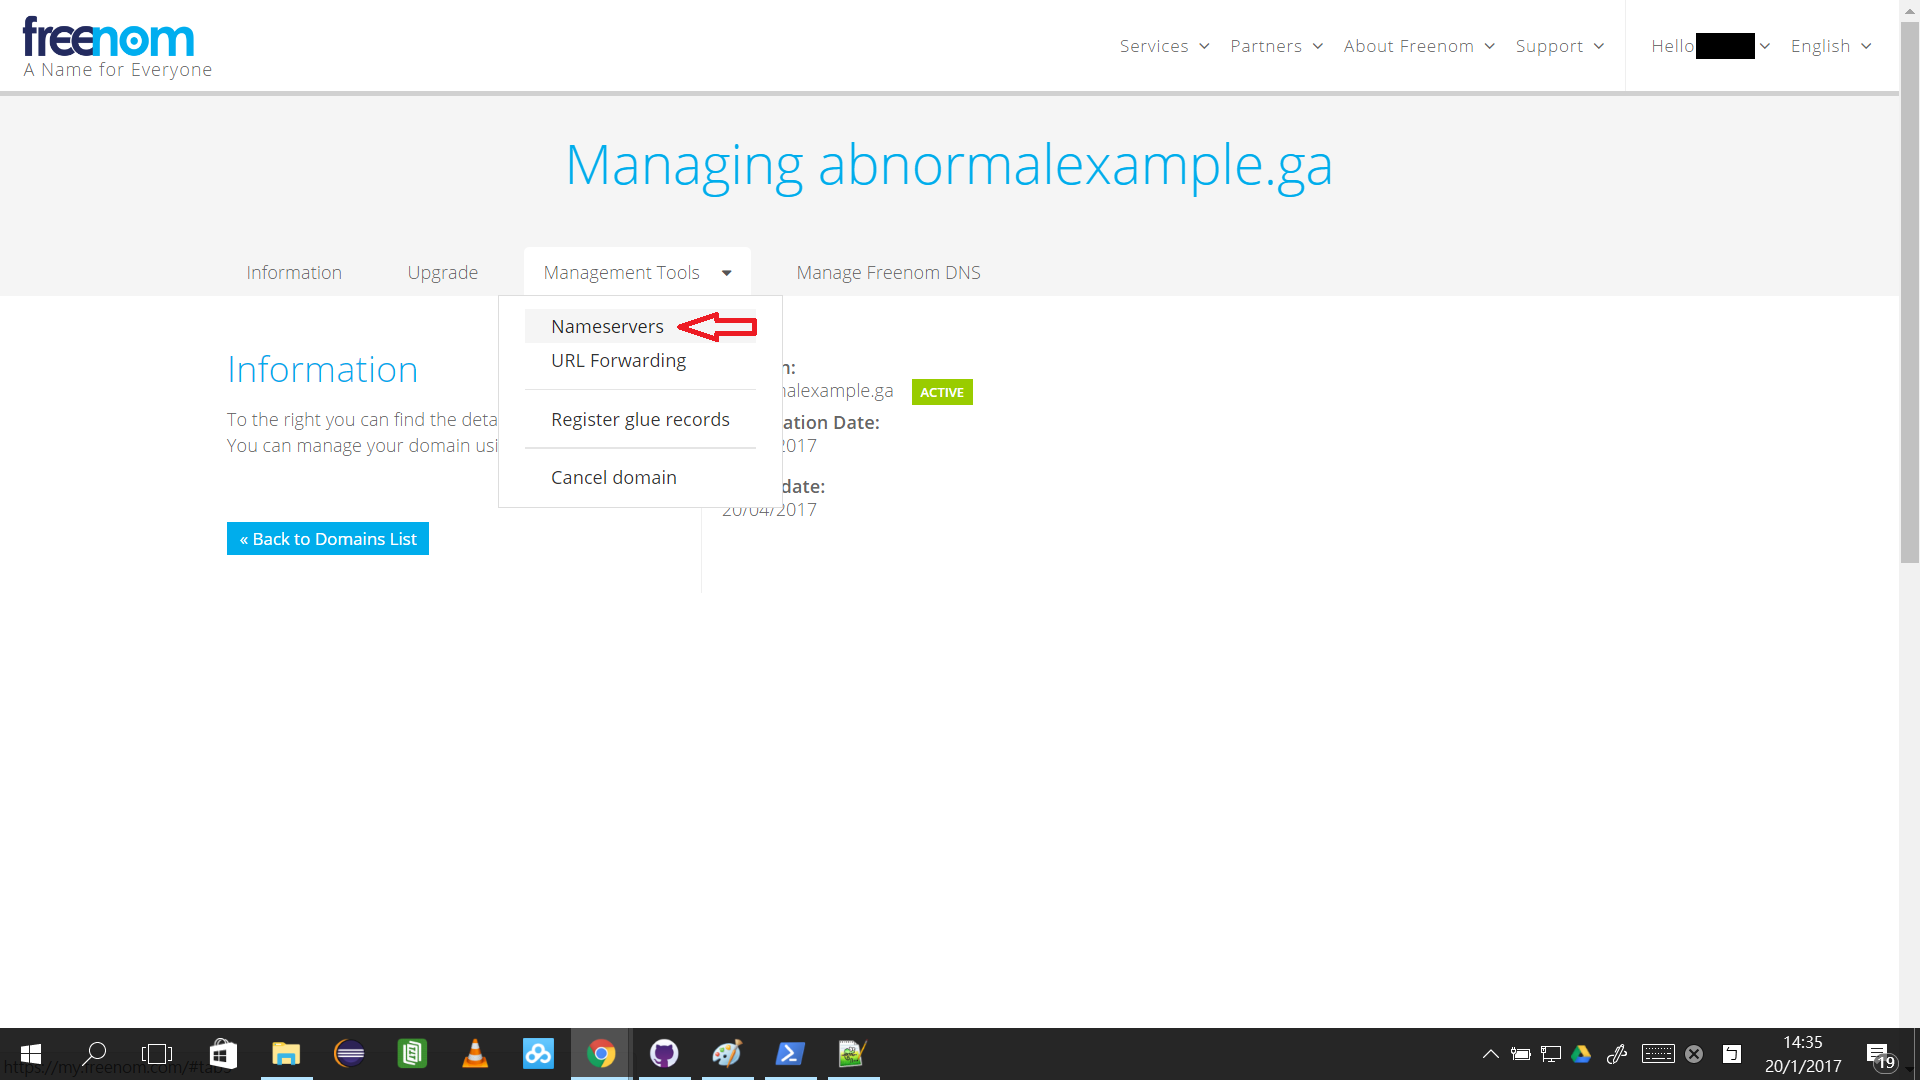 freenom
A Name for Everyone
Services
Partners
About Freenom
Support
Hello
English
Managing abnormalexample.ga
Information
Upgrade
Management Tools
Manage Freenom DNS
Nameservers
URL Forwarding
Register glue records
Cancel domain
Information
To the right you can find the deta
You can manage your domain usi
« Back to Domains List
n:
nalexample.ga
ACTIVE
ation Date:
2017
date:
20/04/2017
https://my.freenom.com/#tab
14:35
20/1/2017
19